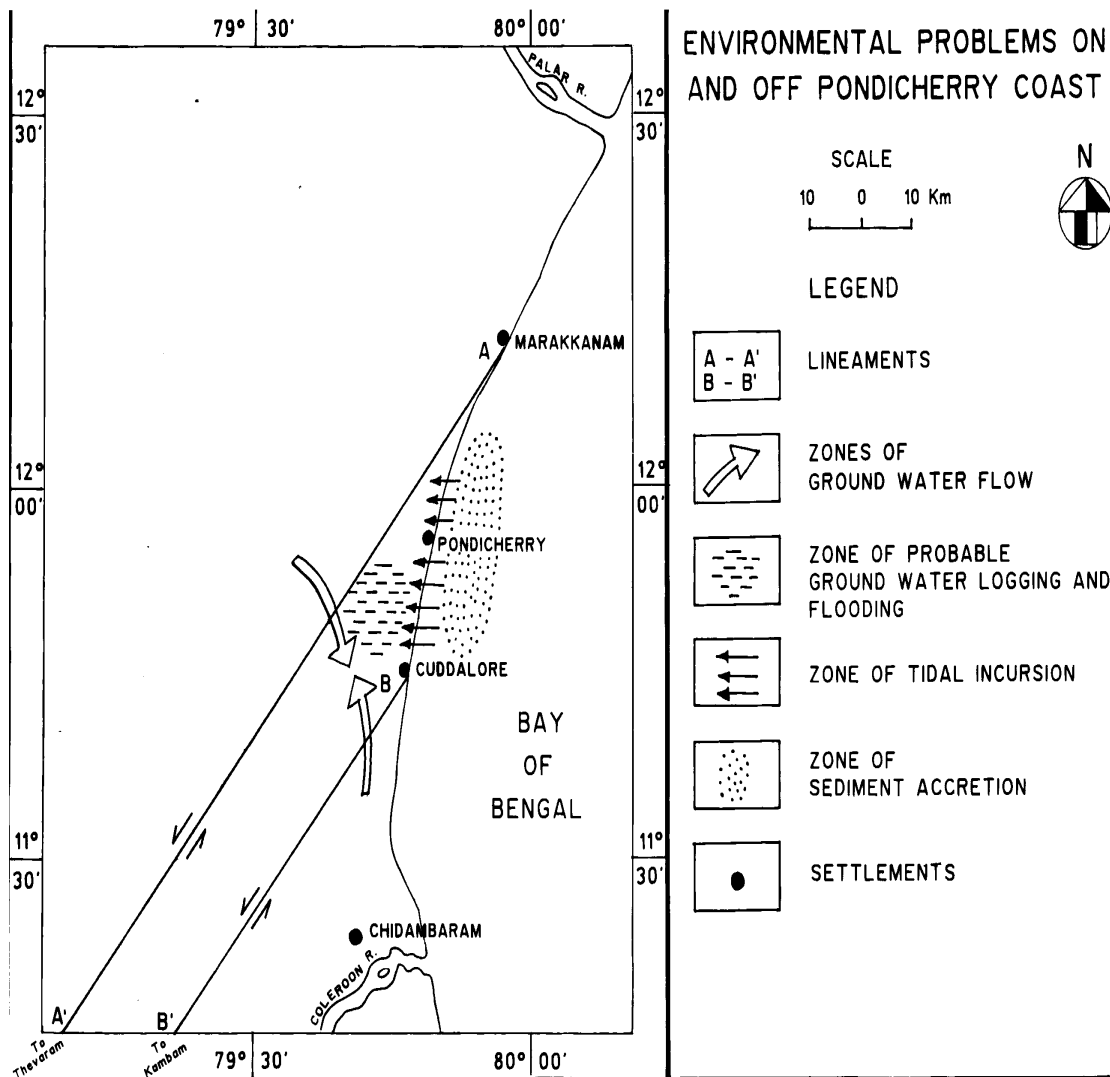 79° 30'
80° 00'
ENVIRONMENTAL PROBLEMS ON
AND OFF PONDICHERRY COAST
PALAR R.
12°
30'
12°
30'
SCALE
10 0 10 Km
N
LEGEND
A
MARAKKANAM
A - A'
B - B'
LINEAMENTS
12°
00'
12°
00'
ZONES OF
GROUND WATER FLOW
PONDICHERRY
ZONE OF PROBABLE
GROUND WATER LOGGING AND
FLOODING
CUDDALORE
B
ZONE OF TIDAL INCURSION
BAY
OF
BENGAL
ZONE OF
SEDIMENT ACCRETION
11°
30'
11°
30'
SETTLEMENTS
CHIDAMBARAM
COLEROON R.
A'
B'
To
Thevaram
To
Kambam
79° 30'
80° 00'